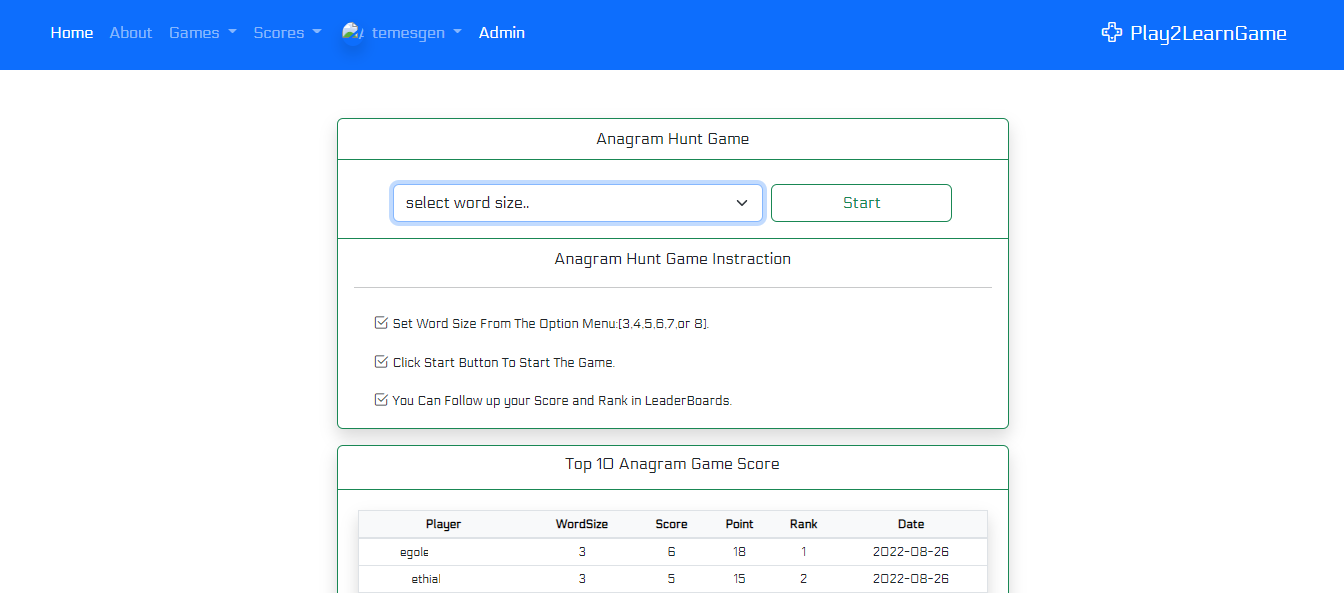 Home About Games Scores temesgen Admin Play2LearnGame
Anagram Hunt Game
select word size.. Start
Anagram Hunt Game Instraction
Set Word Size From The Option Menu:[3,4,5,6,7,or 8].
Click Start Button To Start The Game.
You Can Follow up your Score and Rank in LeaderBoards.
Top 10 Anagram Game Score
Player WordSize Score Point Rank Date
egole 3 6 18 1 2022-08-26
ethial 3 5 15 2 2022-08-26